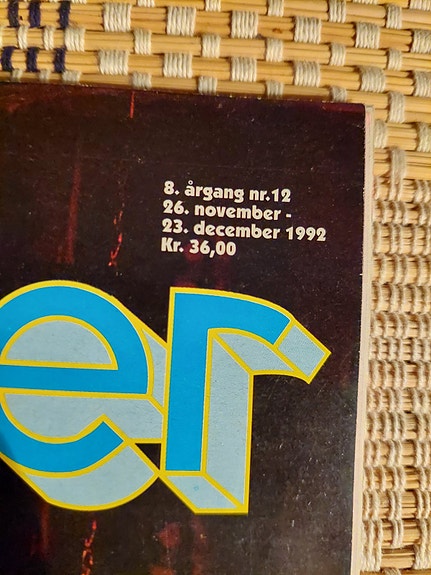 8. årgang nr.12
26. november -
23. december 1992
Kr. 36,00
er